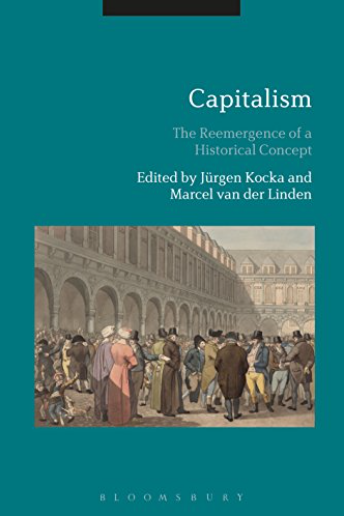 Capitalism
The Reemergence of a
Historical Concept
Edited by Jürgen Kocka and
Marcel van der Linden
BLOOMSBURY